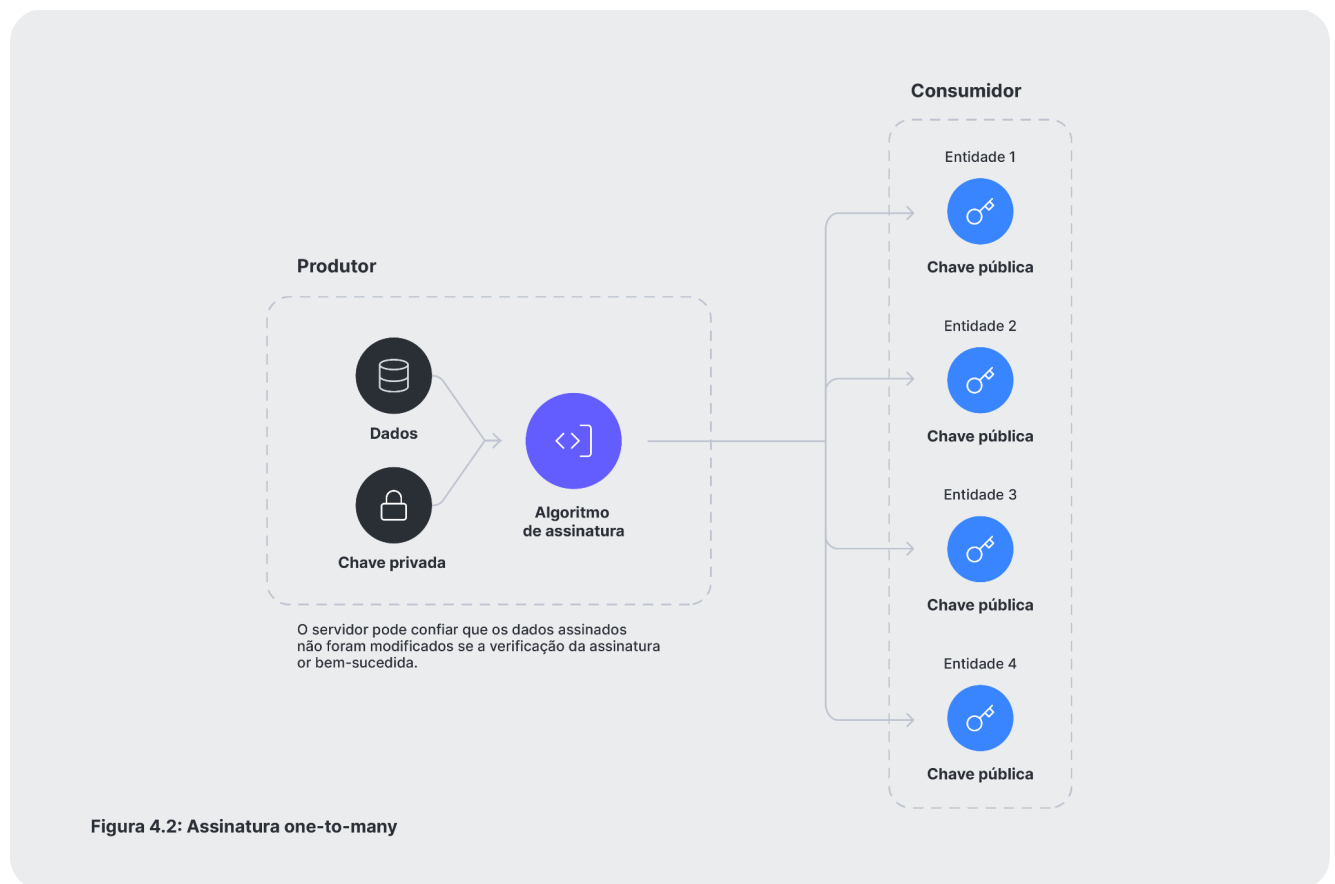 Consumidor
Entidade 1
Chave pública
Entidade 2
Chave pública
Entidade 3
Chave pública
Entidade 4
Chave pública
Produtor
Dados
Chave privada
Algoritmo
de assinatura
O servidor pode confiar que os dados assinados
não foram modificados se a verificação da assinatura
or bem-sucedida.
Figura 4.2: Assinatura one-to-many